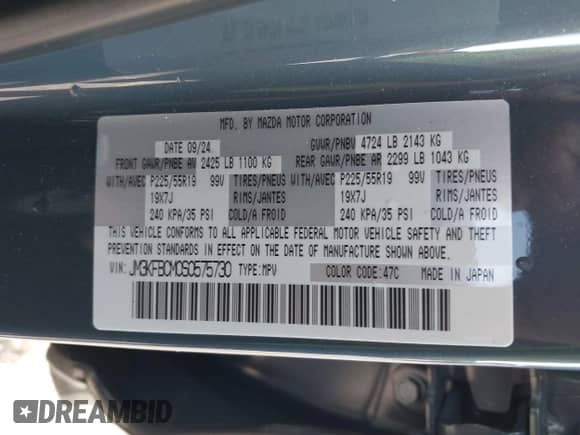 MFD. BY MAZDA MOTOR CORPORATION
DATE 09/24 GVWR/PNBV 4724 LB 2143 KG
FRONT GAWR/PNBE AV 2425 LB 1100 KG REAR GAWR/PNBE AR 2299 LB 1043 KG
WITH/AVEC P225/55R19 99V TIRES/PNEUS WITH/AVEC P225/55R19 99V TIRES/PNEUS
19X7J RIMS/JANTES 19X7J RIMS/JANTES
240 KPA/35 PSI COLD/A FROID 240 KPA/35 PSI COLD/A FROID
THIS VEHICLE CONFORMS TO ALL APPLICABLE FEDERAL MOTOR VEHICLE SAFETY AND THEFT
PREVENTION STANDARDS IN EFFECT ON THE DATE OF MANUFACTURE SHOWN ABOVE.
VIN: JM3KFBCM0S0575730 TYPE: MPV COLOR CODE: 47C MADE IN JAPAN
DREAMBID